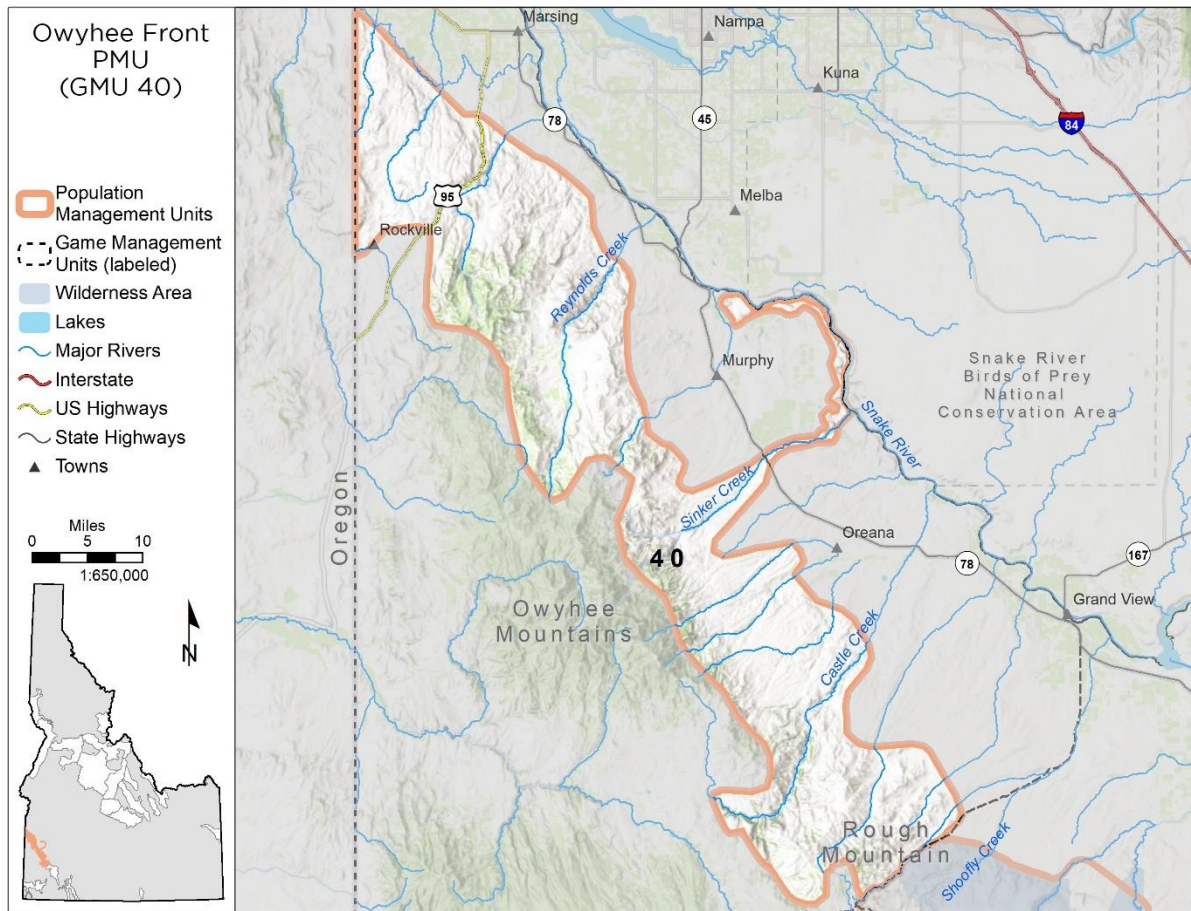 Owyhee Front
PMU
(GMU 40)
Population
Management Units
Game Management
Units (labeled)
Wilderness Area
Lakes
Major Rivers
Interstate
US Highways
State Highways
Towns
Miles
0 5 10
1:650,000
N
Marsing
Nampa
Kuna
78
45
84
95
Melba
Rockville
Reynolds Creek
Murphy
Snake River
Birds of Prey
National
Conservation Area
Snake River
Oregon
Sinker Creek
Oreana
40
78
167
Grand View
Owyhee
Mountains
Castle Creek
Rough
Mountain
Shoofly Creek